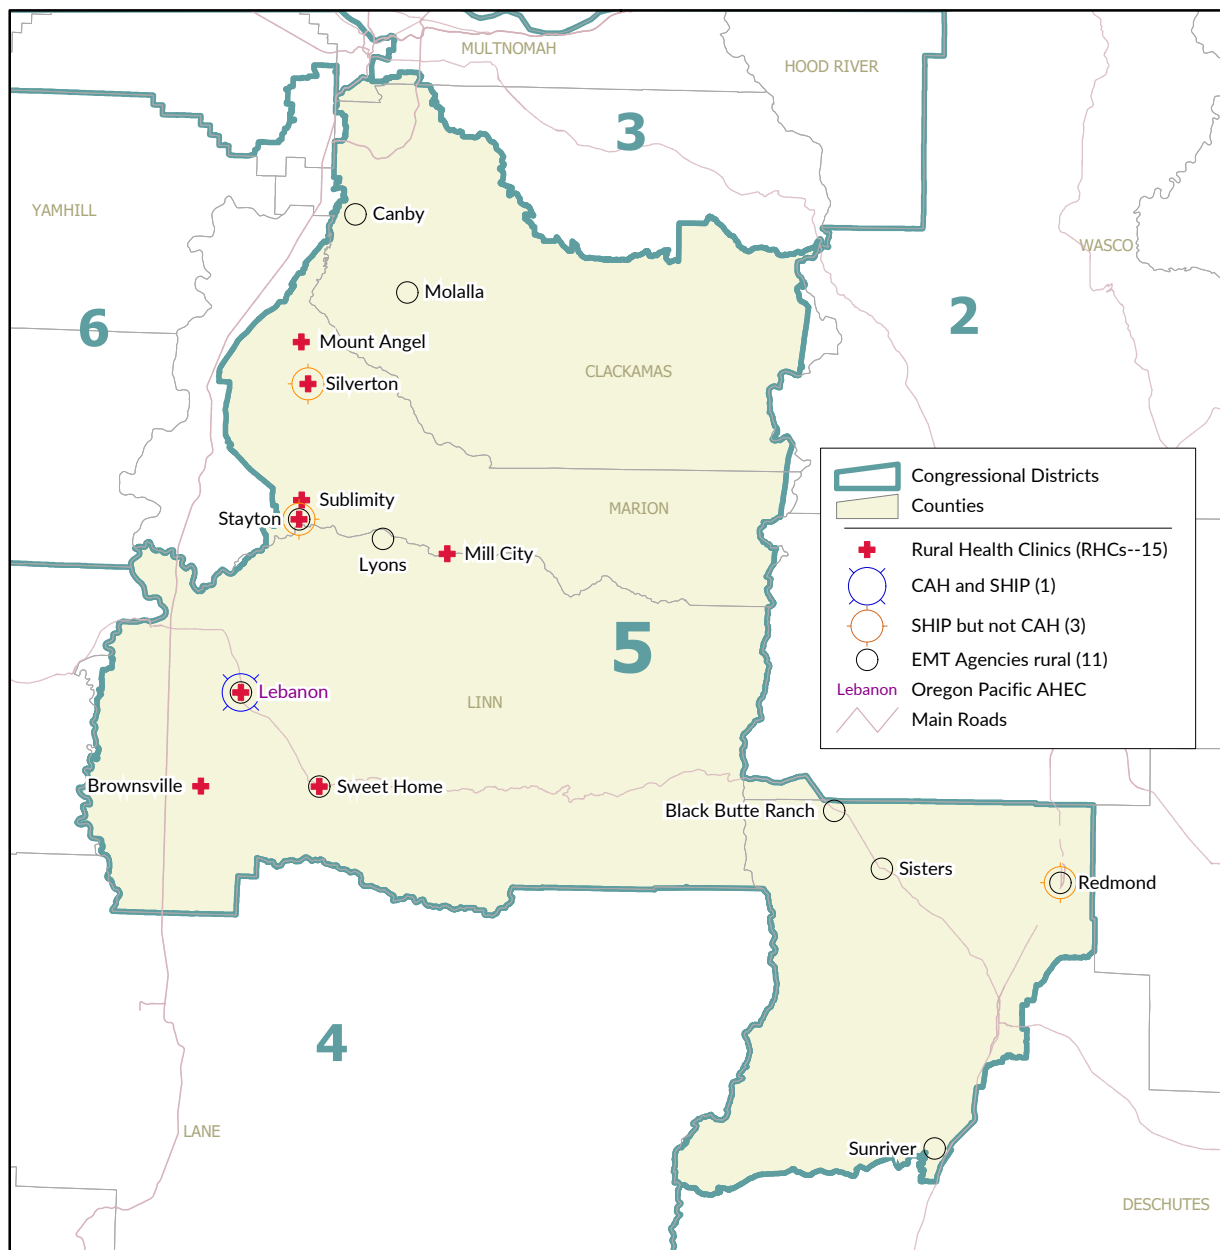 MULTNOMAH
HOOD RIVER
3
YAMHILL
Canby
WASCO
Molalla
2
6
Mount Angel
CLACKAMAS
Silverton
Congressional Districts
Counties
Sublimity
MARION
Stayton
Lyons
Mill City
Rural Health Clinics (RHCs--15)
CAH and SHIP (1)
SHIP but not CAH (3)
EMT Agencies rural (11)
Lebanon Oregon Pacific AHEC
Main Roads
5
Lebanon
LINN
Brownsville
Sweet Home
Black Butte Ranch
Sisters
Redmond
4
LANE
Sunriver
DESCHUTES